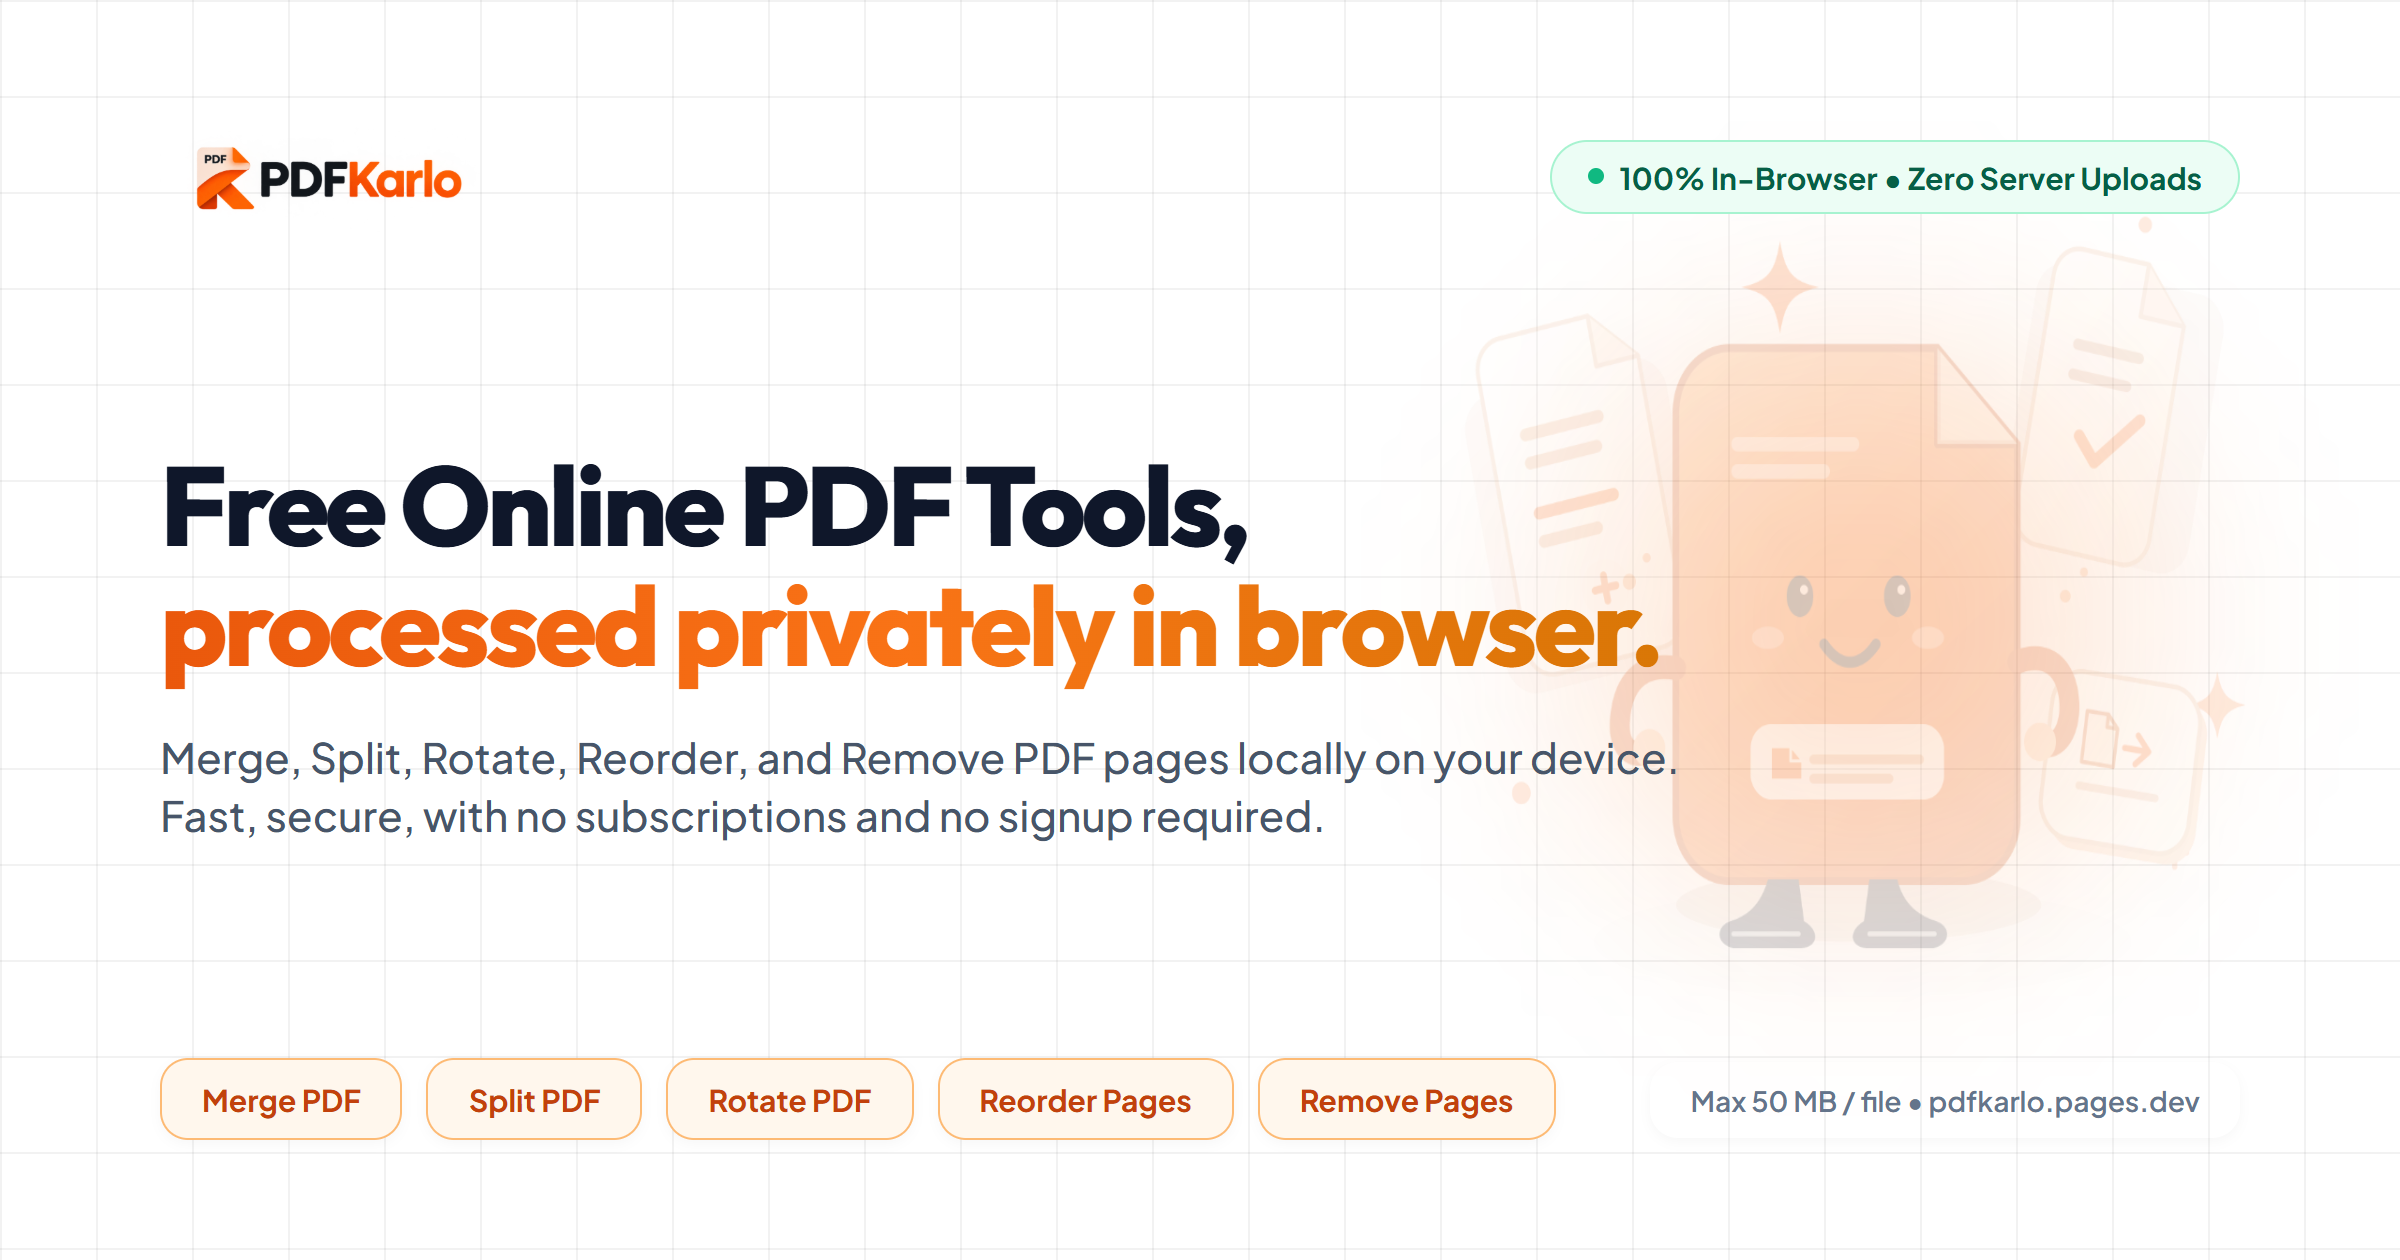 PDF
PDFKarlo
100% In-Browser • Zero Server Uploads
Free Online PDF Tools,
processed privately in browser.
Merge, Split, Rotate, Reorder, and Remove PDF pages locally on your device.
Fast, secure, with no subscriptions and no signup required.
Merge PDF
Split PDF
Rotate PDF
Reorder Pages
Remove Pages
Max 50 MB / file • pdfkarlo.pages.dev